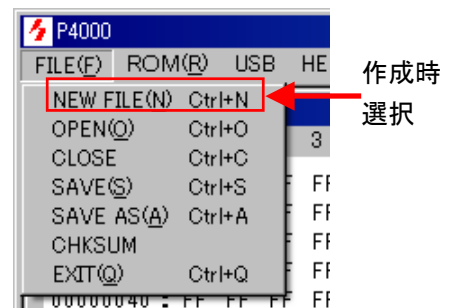 P4000
FILE(F) ROM(R) USB HE
NEW FILE(N) Ctrl+N
作成時
選択
OPEN(O) Ctrl+O
3
CLOSE Ctrl+C
SAVE(S) Ctrl+S
F FF
SAVE AS(A) Ctrl+A
F FF
CHKSUM
F FF
EXIT(Q) Ctrl+Q
F FF
00000040 : FF FF FF FF